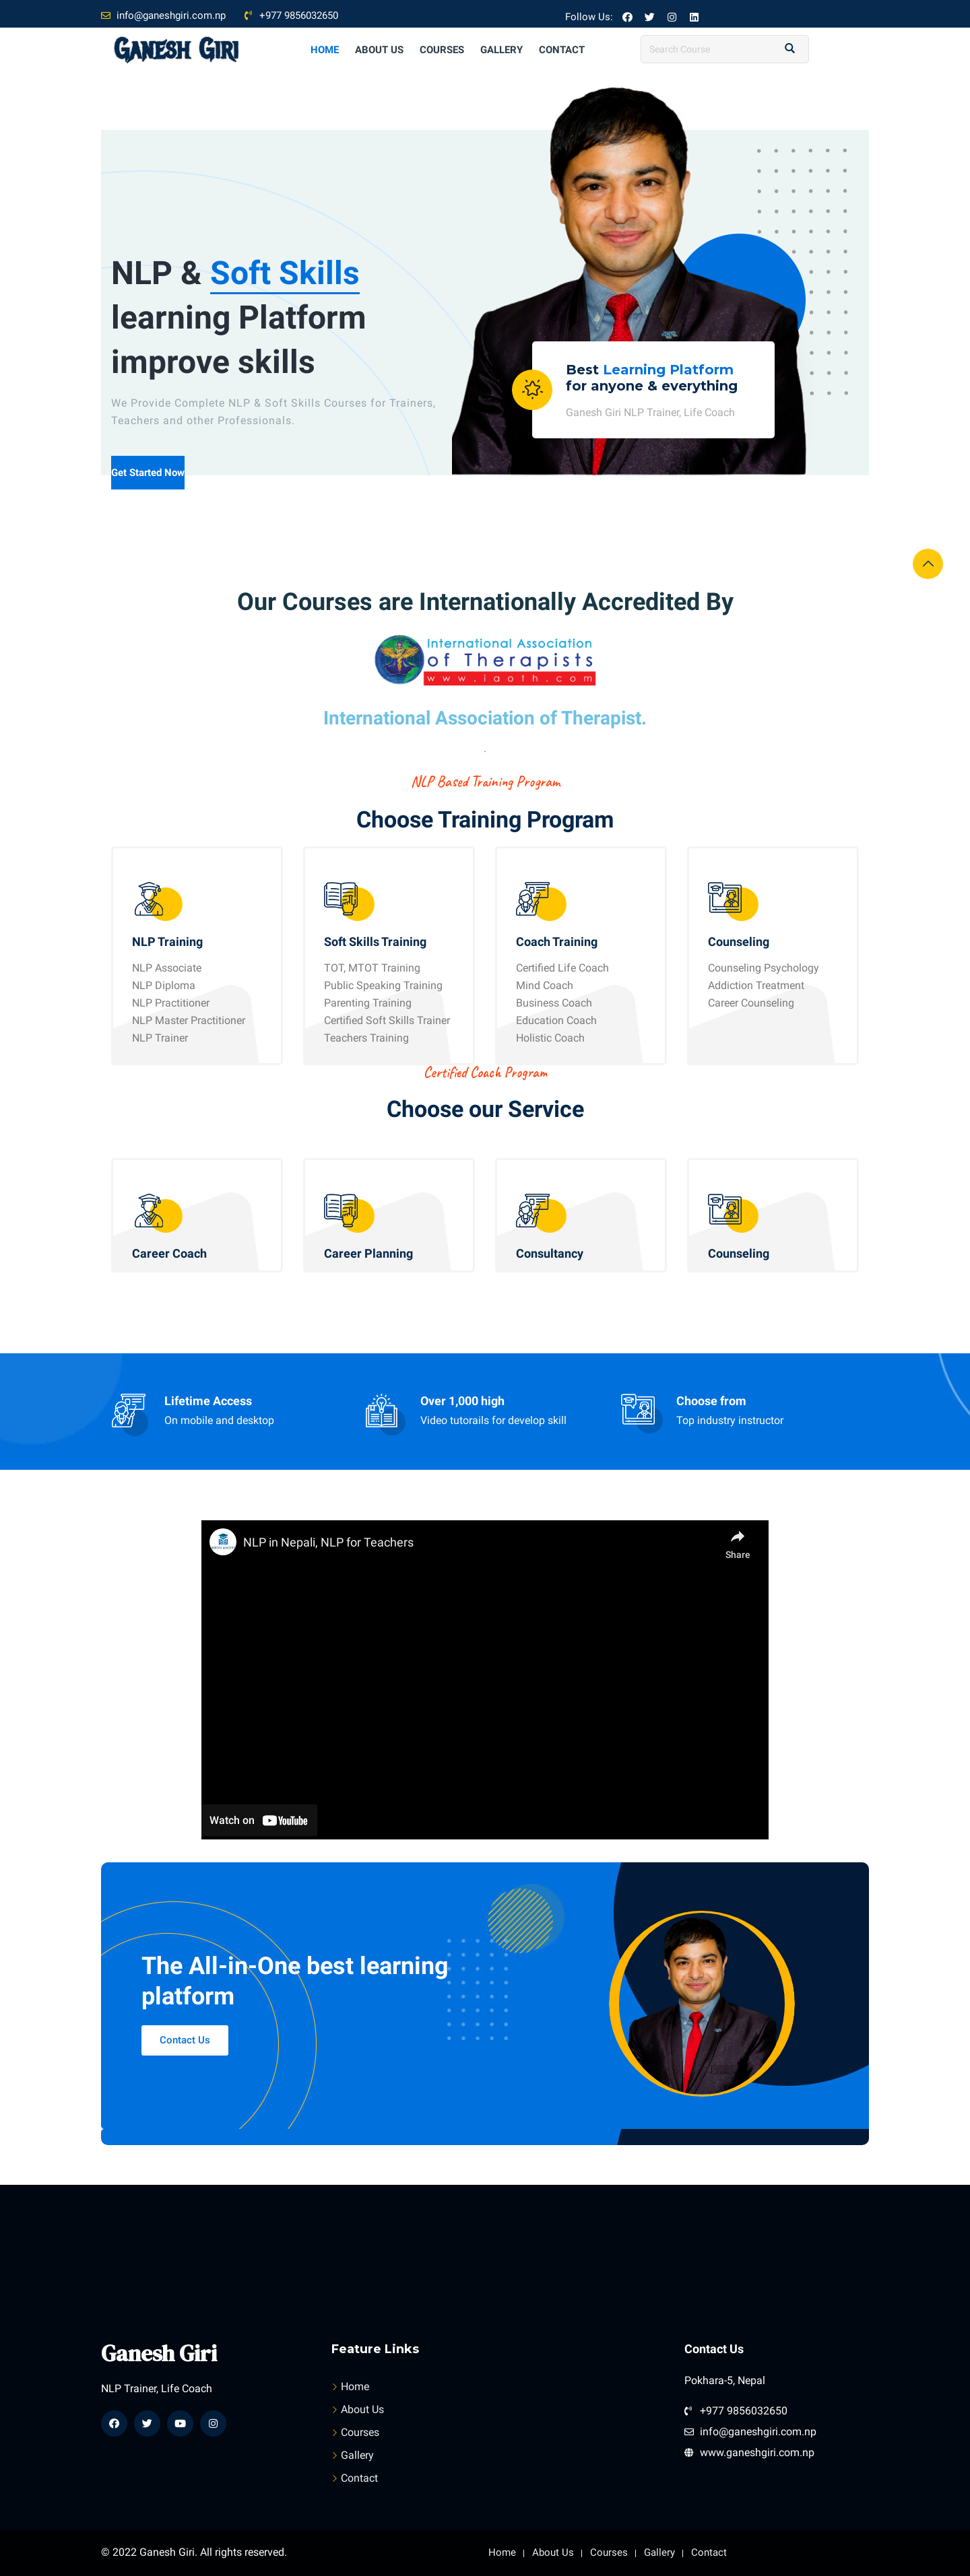 info@ganeshgiri.com.np +977 9856032650 Follow Us:
GANESH GIRI
HOME ABOUT US COURSES GALLERY CONTACT
Search Course
NLP & Soft Skills
learning Platform
improve skills
We Provide Complete NLP & Soft Skills Courses for Trainers,
Teachers and other Professionals.
Get Started Now
Best Learning Platform
for anyone & everything
Ganesh Giri NLP Trainer, Life Coach
Our Courses are Internationally Accredited By
International Association
of Therapists
www.iaoth.com
International Association of Therapist.
.
NLP Based Training Program
Choose Training Program
NLP Training
NLP Associate
NLP Diploma
NLP Practitioner
NLP Master Practitioner
NLP Trainer
Soft Skills Training
TOT, MTOT Training
Public Speaking Training
Parenting Training
Certified Soft Skills Trainer
Teachers Training
Coach Training
Certified Life Coach
Mind Coach
Business Coach
Education Coach
Holistic Coach
Counseling
Counseling Psychology
Addiction Treatment
Career Counseling
Certified Coach Program
Choose our Service
Career Coach
Career Planning
Consultancy
Counseling
Lifetime Access
On mobile and desktop
Over 1,000 high
Video tutorails for develop skill
Choose from
Top industry instructor
NLP in Nepali, NLP for Teachers
Share
Watch on YouTube
The All-in-One best learning
platform
Contact Us
Ganesh Giri
NLP Trainer, Life Coach
Feature Links
Home
About Us
Courses
Gallery
Contact
Contact Us
Pokhara-5, Nepal
+977 9856032650
info@ganeshgiri.com.np
www.ganeshgiri.com.np
© 2022 Ganesh Giri. All rights reserved.
Home | About Us | Courses | Gallery | Contact